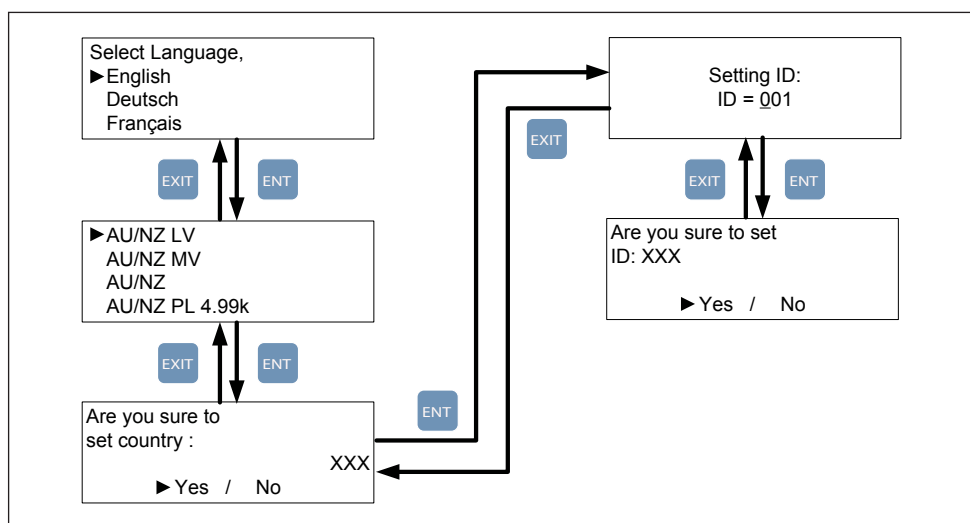 Select Language,
►English
Deutsch
Français
EXIT
ENT
►AU/NZ LV
AU/NZ MV
AU/NZ
AU/NZ PL 4.99k
EXIT
ENT
Are you sure to
set country :
XXX
►Yes / No
ENT
EXIT
Setting ID:
ID = 001
EXIT
ENT
Are you sure to set
ID: XXX
►Yes / No